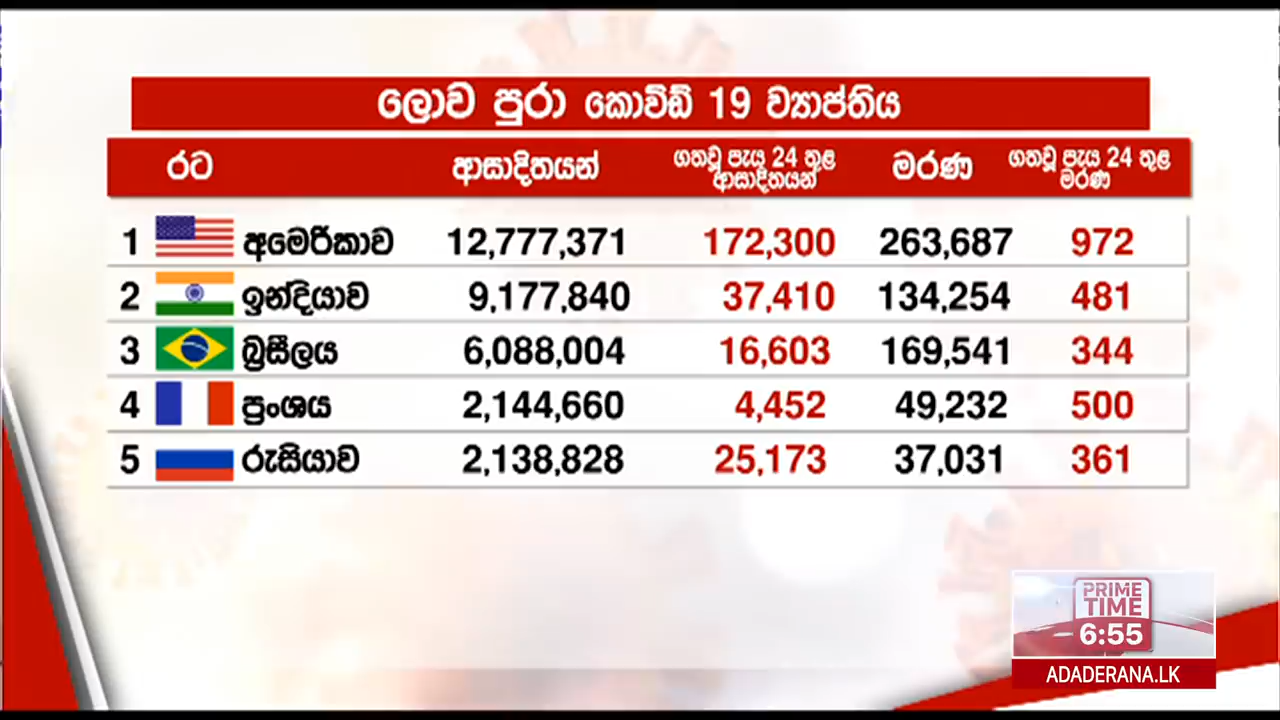 ලොව පුරා කොවිඩ් 19 ව්‍යාප්තිය
රට ආසාදිතයන් ගතවූ පැය 24 තුළ ආසාදිතයන් මරණ ගතවූ පැය 24 තුළ මරණ
1 අමෙරිකාව 12,777,371 172,300 263,687 972
2 ඉන්දියාව 9,177,840 37,410 134,254 481
3 බ්‍රසීලය 6,088,004 16,603 169,541 344
4 ප්‍රංශය 2,144,660 4,452 49,232 500
5 රුසියාව 2,138,828 25,173 37,031 361
PRIME
TIME
6:55
ADADERANA.LK